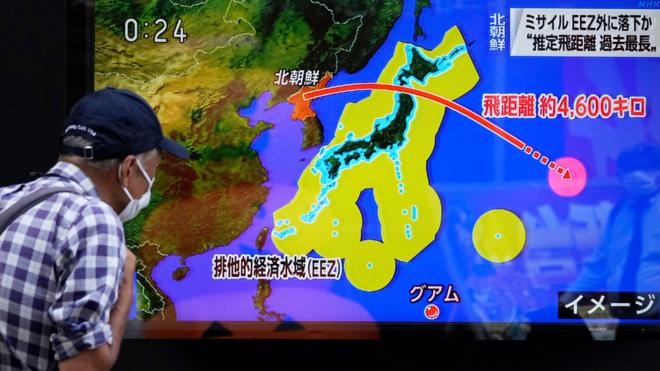 NHK
0:24
北朝鮮
ミサイル EEZ外に落下か
“推定飛距離 過去最長”
北朝鮮
飛距離 約4,600キロ
排他的経済水域(EEZ)
グアム
イメージ